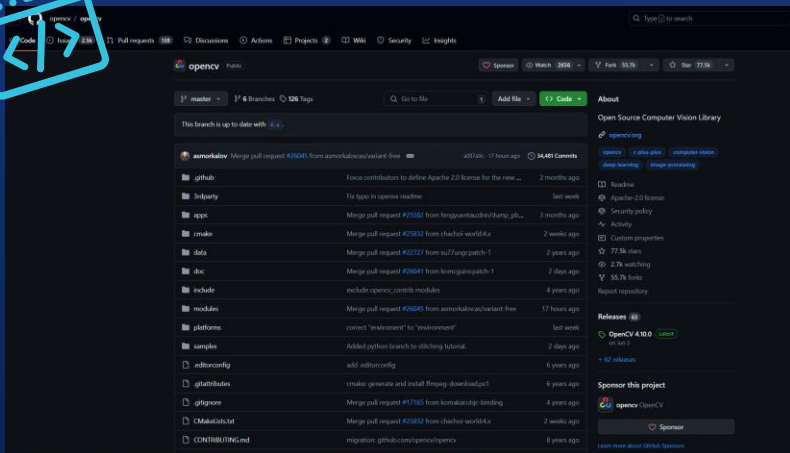 opencv / opencv
Type / to search
Code
Issues 2.5k
Pull requests 188
Discussions
Actions
Projects 2
Wiki
Security
Insights
opencv Public
Sponsor
Watch 2656
Fork 55.7k
Star 77.5k
master
6 Branches
126 Tags
Go to file
t
Add file
Code
This branch is up to date with 4.x.
asmorkalov Merge pull request #26045 from asmorkalov:as/variant-free
17 hours ago
34,481 Commits
.github Force contributors to define Apache 2.0 license for the new ... 2 months ago
3rdparty Fix typo in openvx readme last week
apps Merge pull request #25582 from fengyuentau:dnn/dump_pb... 3 months ago
cmake Merge pull request #25832 from chachoi-world:4.x 2 weeks ago
data Merge pull request #22727 from su77ungr:patch-1 2 years ago
doc Merge pull request #26041 from komcguire:patch-1 2 days ago
include exclude opencv_contrib modules 4 years ago
modules Merge pull request #26045 from asmorkalov:as/variant-free 17 hours ago
platforms correct "enviroment" to "environment" last week
samples Added python branch to stitching tutorial. 2 days ago
.editorconfig add .editorconfig 6 years ago
.gitattributes cmake: generate and install ffmpeg-download.ps1 6 years ago
.gitignore Merge pull request #17165 from komakai:objc-binding 4 years ago
CMakeLists.txt Merge pull request #25832 from chachoi-world:4.x 2 weeks ago
CONTRIBUTING.md migration: github.com/opencv/opencv 8 years ago
About
Open Source Computer Vision Library
opencv.org
opencv c-plus-plus computer-vision
deep-learning image-processing
Readme
Apache-2.0 license
Security policy
Activity
Custom properties
77.5k stars
2.7k watching
55.7k forks
Report repository
Releases 63
OpenCV 4.10.0 Latest
on Jun 3
+ 62 releases
Sponsor this project
opencv OpenCV
Sponsor
Learn more about GitHub Sponsors